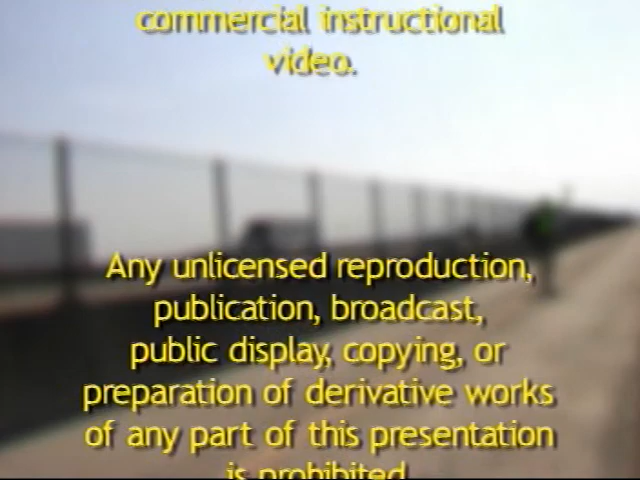 commercial instructional
video.
Any unlicensed reproduction,
publication, broadcast,
public display, copying, or
preparation of derivative works
of any part of this presentation
is prohibited